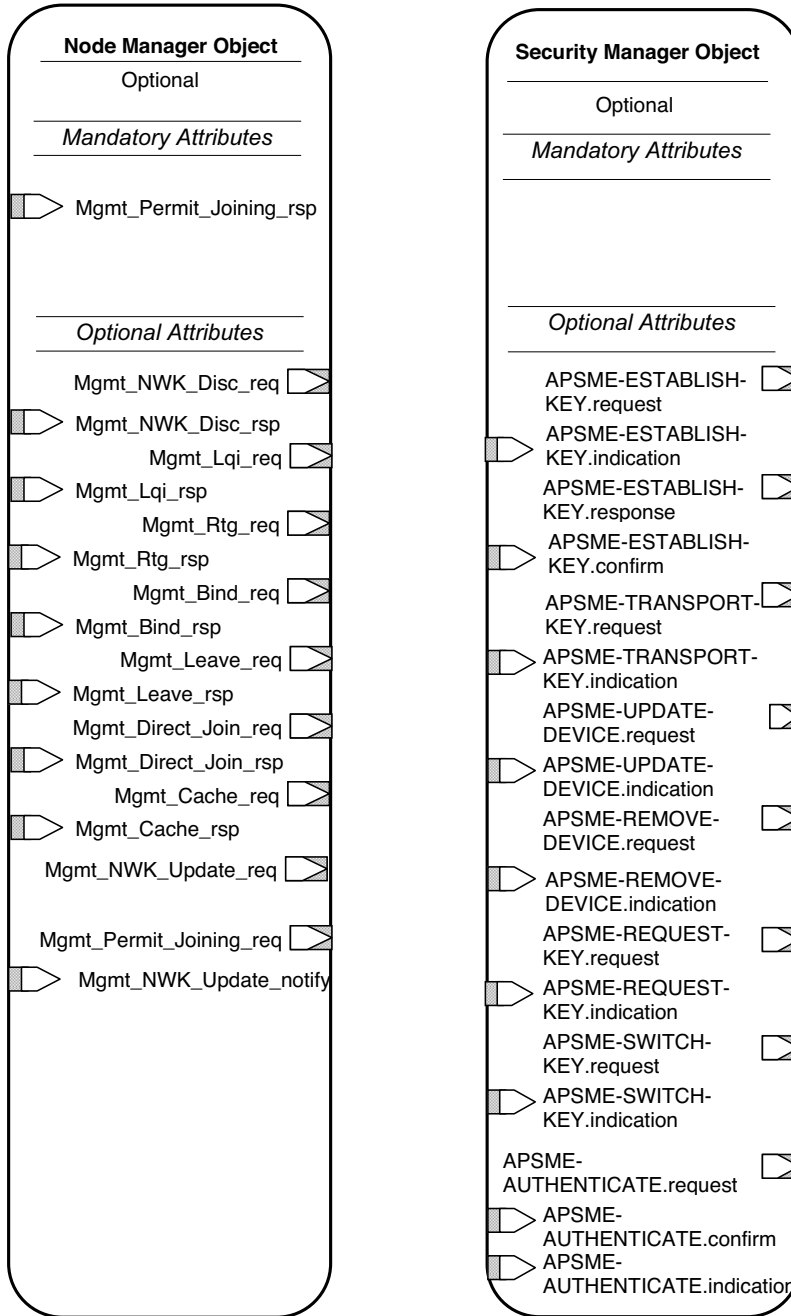 Node Manager Object
Optional
Mandatory Attributes
Mgmt_Permit_Joining_rsp
Optional Attributes
Mgmt_NWK_Disc_req
Mgmt_NWK_Disc_rsp
Mgmt_Lqi_req
Mgmt_Lqi_rsp
Mgmt_Rtg_req
Mgmt_Rtg_rsp
Mgmt_Bind_req
Mgmt_Bind_rsp
Mgmt_Leave_req
Mgmt_Leave_rsp
Mgmt_Direct_Join_req
Mgmt_Direct_Join_rsp
Mgmt_Cache_req
Mgmt_Cache_rsp
Mgmt_NWK_Update_req
Mgmt_Permit_Joining_req
Mgmt_NWK_Update_notify
Security Manager Object
Optional
Mandatory Attributes
Optional Attributes
APSME-ESTABLISH-
KEY.request
APSME-ESTABLISH-
KEY.indication
APSME-ESTABLISH-
KEY.response
APSME-ESTABLISH-
KEY.confirm
APSME-TRANSPORT-
KEY.request
APSME-TRANSPORT-
KEY.indication
APSME-UPDATE-
DEVICE.request
APSME-UPDATE-
DEVICE.indication
APSME-REMOVE-
DEVICE.request
APSME-REMOVE-
DEVICE.indication
APSME-REQUEST-
KEY.request
APSME-REQUEST-
KEY.indication
APSME-SWITCH-
KEY.request
APSME-SWITCH-
KEY.indication
APSME-
AUTHENTICATE.request
APSME-
AUTHENTICATE.confirm
APSME-
AUTHENTICATE.indication